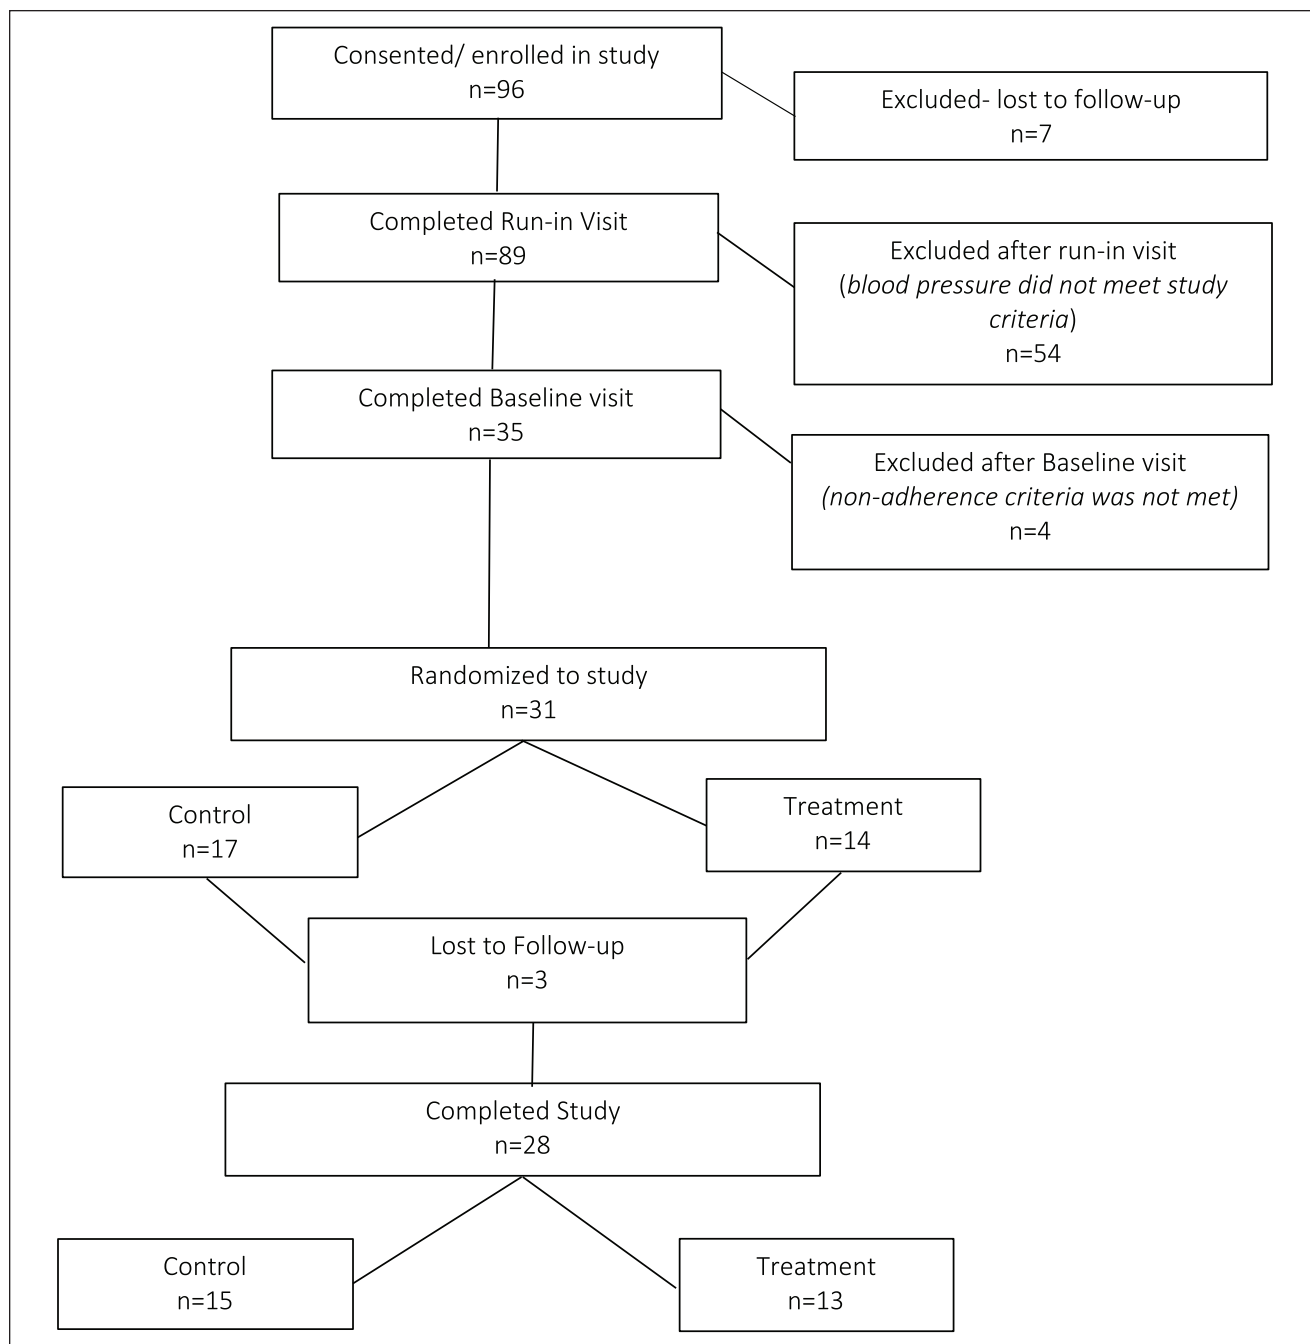 Consented/ enrolled in study
n=96
Excluded- lost to follow-up
n=7
Completed Run-in Visit
n=89
Excluded after run-in visit
(blood pressure did not meet study
criteria)
n=54
Completed Baseline visit
n=35
Excluded after Baseline visit
(non-adherence criteria was not met)
n=4
Randomized to study
n=31
Control
n=17
Treatment
n=14
Lost to Follow-up
n=3
Completed Study
n=28
Control
n=15
Treatment
n=13